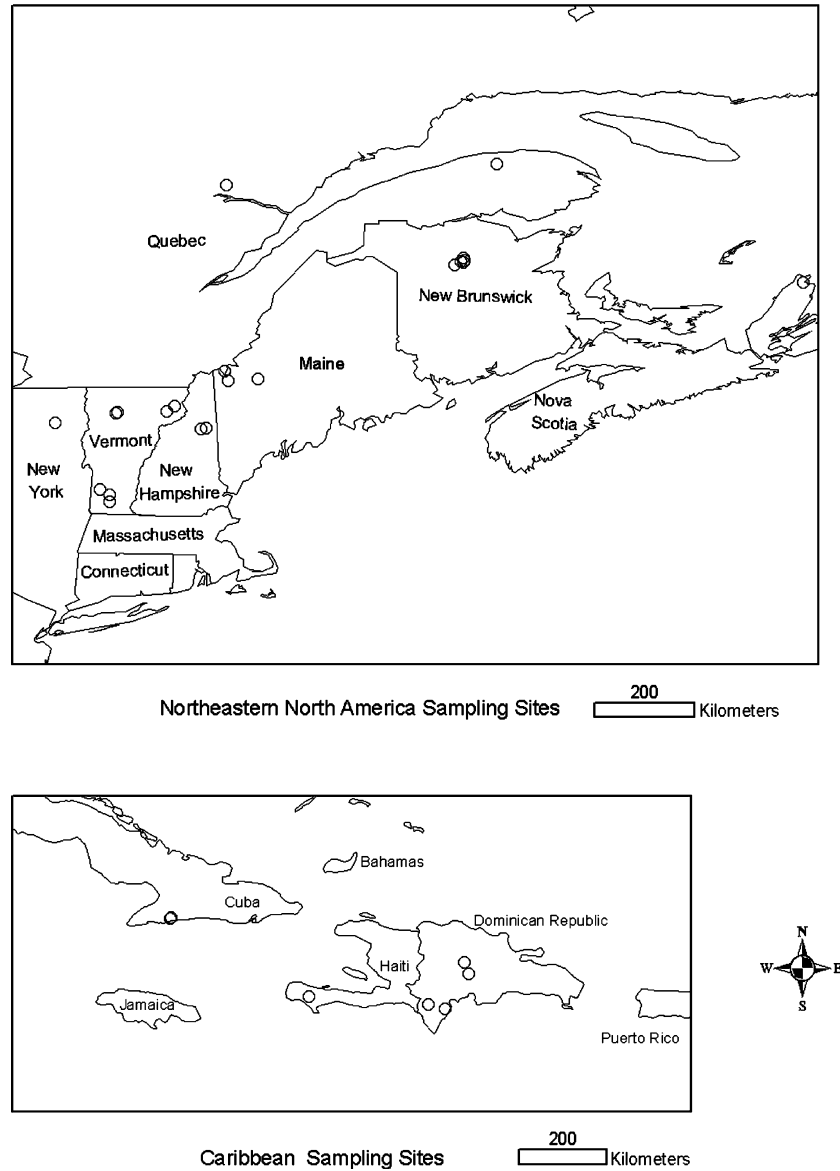 Quebec
New Brunswick
Maine
Nova
Scotia
Vermont
New
York
New
Hampshire
Massachusetts
Connecticut
Northeastern North America Sampling Sites
200
Kilometers
Bahamas
Cuba
Dominican Republic
Haiti
Jamaica
Puerto Rico
N
W E
S
Caribbean Sampling Sites
200
Kilometers